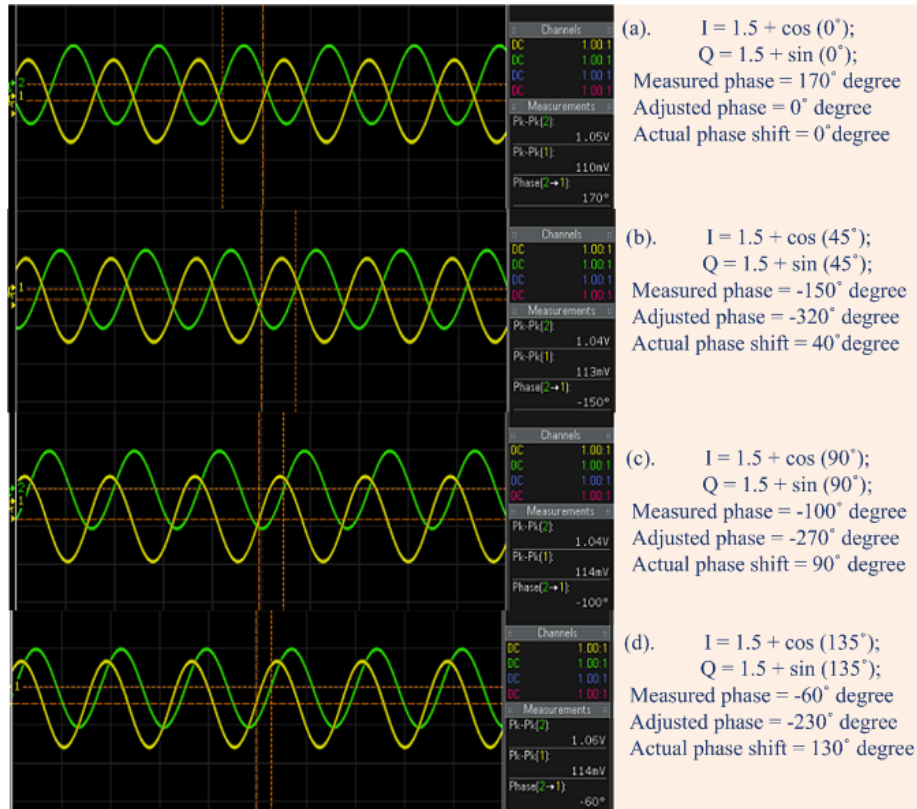 2
1
Channels
DC 1.00:1
DC 1.00:1
DC 1.00:1
DC 1.00:1
Measurements
Pk-Pk(2):
1.05V
Pk-Pk(1):
110mV
Phase(2→1):
170°
(a). I = 1.5 + cos (0°);
Q = 1.5 + sin (0°);
Measured phase = 170° degree
Adjusted phase = 0° degree
Actual phase shift = 0°degree
1
Channels
DC 1.00:1
DC 1.00:1
DC 1.00:1
DC 1.00:1
Measurements
Pk-Pk(2):
1.04V
Pk-Pk(1):
113mV
Phase(2→1):
-150°
(b). I = 1.5 + cos (45°);
Q = 1.5 + sin (45°);
Measured phase = -150° degree
Adjusted phase = -320° degree
Actual phase shift = 40°degree
2
Channels
DC 1.00:1
DC 1.00:1
DC 1.00:1
DC 1.00:1
Measurements
Pk-Pk(2):
1.04V
Pk-Pk(1):
114mV
Phase(2→1):
-100°
(c). I = 1.5 + cos (90°);
Q = 1.5 + sin (90°);
Measured phase = -100° degree
Adjusted phase = -270° degree
Actual phase shift = 90° degree
1
Channels
DC 1.00:1
DC 1.00:1
DC 1.00:1
DC 1.00:1
Measurements
Pk-Pk(2):
1.06V
Pk-Pk(1):
114mV
Phase(2→1):
-60°
(d). I = 1.5 + cos (135°);
Q = 1.5 + sin (135°);
Measured phase = -60° degree
Adjusted phase = -230° degree
Actual phase shift = 130° degree